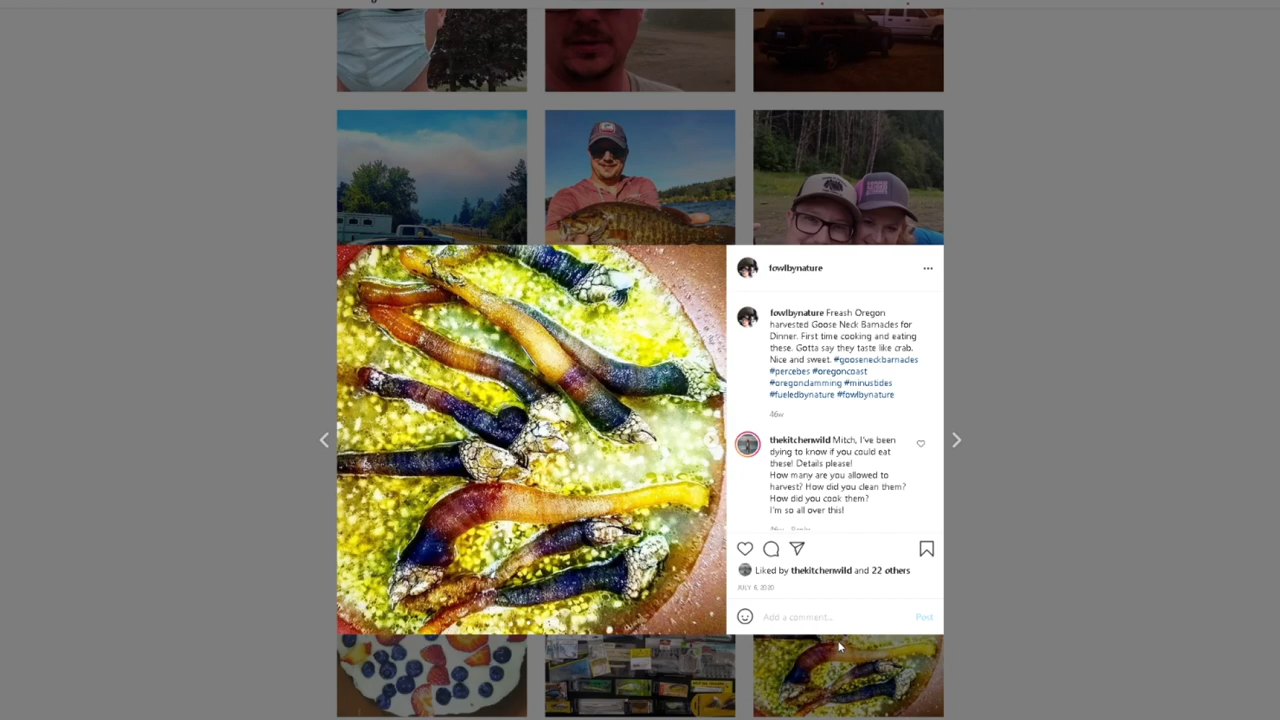 fowlbynature
fowlbynature Freash Oregon
harvested Goose Neck Barnacles for
Dinner. First time cooking and eating
these. Gotta say they taste like crab.
Nice and sweet. #gooseneckbarnacles
#percebes #oregoncoast
#oregonclamming #minustides
#fueledbynature #fowlbynature
46w
thekitchenwild Mitch, I've been
dying to know if you could eat
these! Details please!
How many are you allowed to
harvest? How did you clean them?
How did you cook them?
I'm so all over this!
Liked by thekitchenwild and 22 others
JULY 6, 2020
Add a comment...
Post